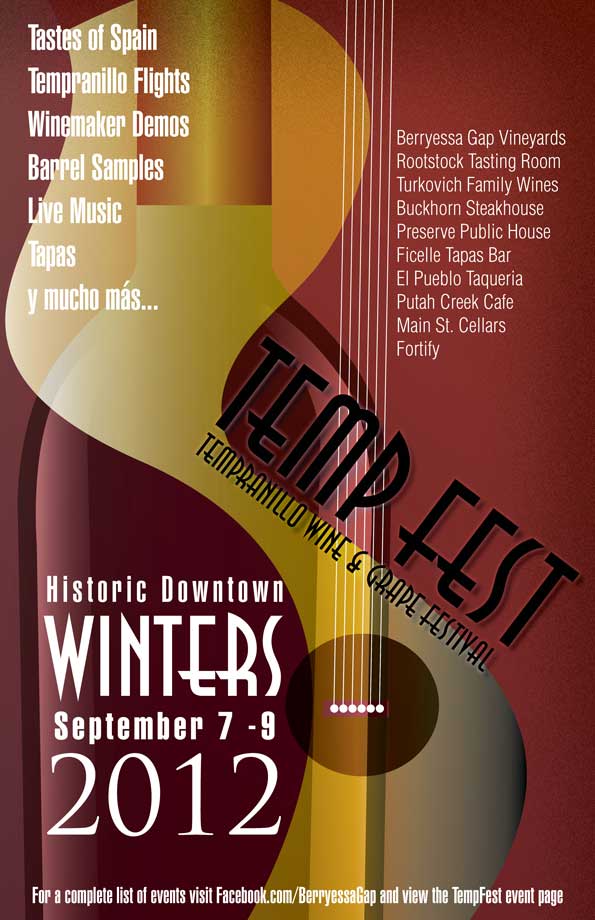 Tastes of Spain
Tempranillo Flights
Winemaker Demos
Barrel Samples
Live Music
Tapas
y mucho más...
Berryessa Gap Vineyards
Rootstock Tasting Room
Turkovich Family Wines
Buckhorn Steakhouse
Preserve Public House
Ficelle Tapas Bar
El Pueblo Taqueria
Putah Creek Cafe
Main St. Cellars
Fortify
TEMP FEST
TEMPRANILLO WINE & GRAPE FESTIVAL
Historic Downtown
WINTERS
September 7 -9
2012
For a complete list of events visit Facebook.com/BerryessaGap and view the TempFest event page